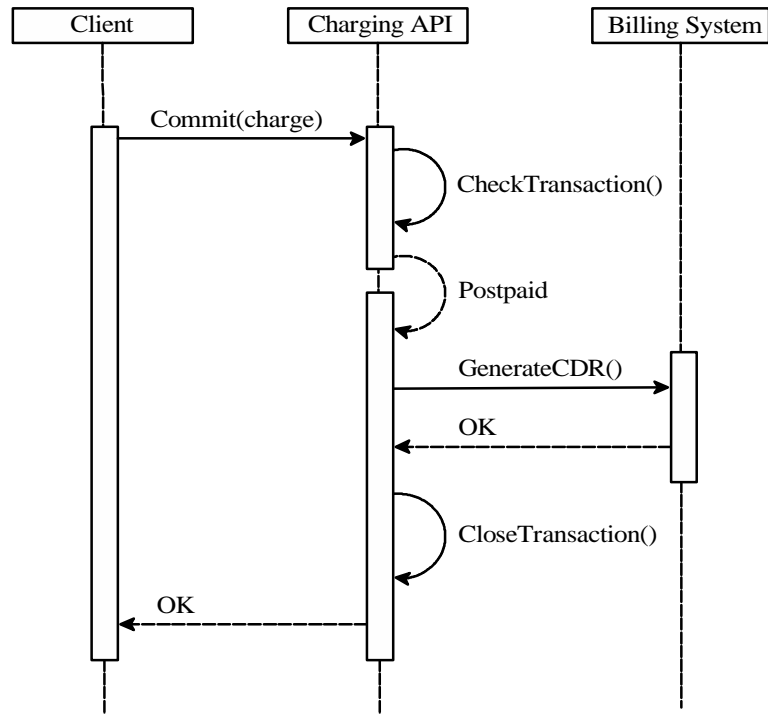 Client
Charging API
Billing System
Commit(charge)
CheckTransaction()
Postpaid
GenerateCDR()
OK
CloseTransaction()
OK